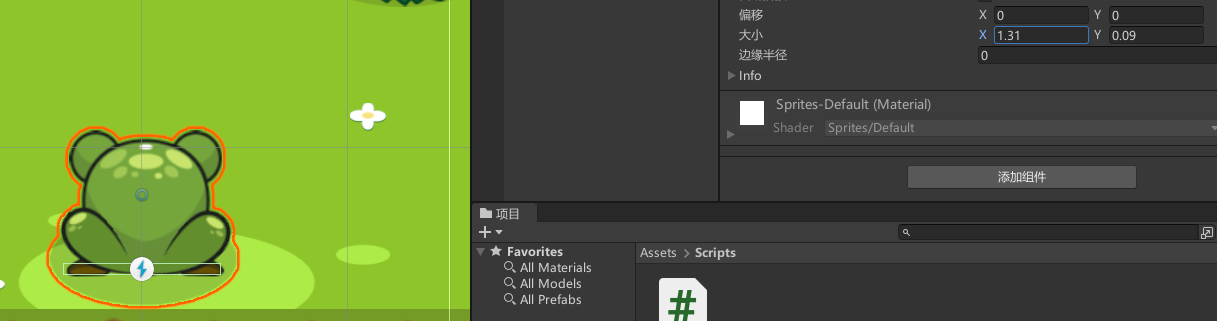 偏移 X 0 Y 0
大小 X 1.31 Y 0.09
边缘半径 0
Info
Sprites-Default (Material)
Shader Sprites/Default
添加组件
项目
Favorites
All Materials
All Models
All Prefabs
Assets > Scripts
#